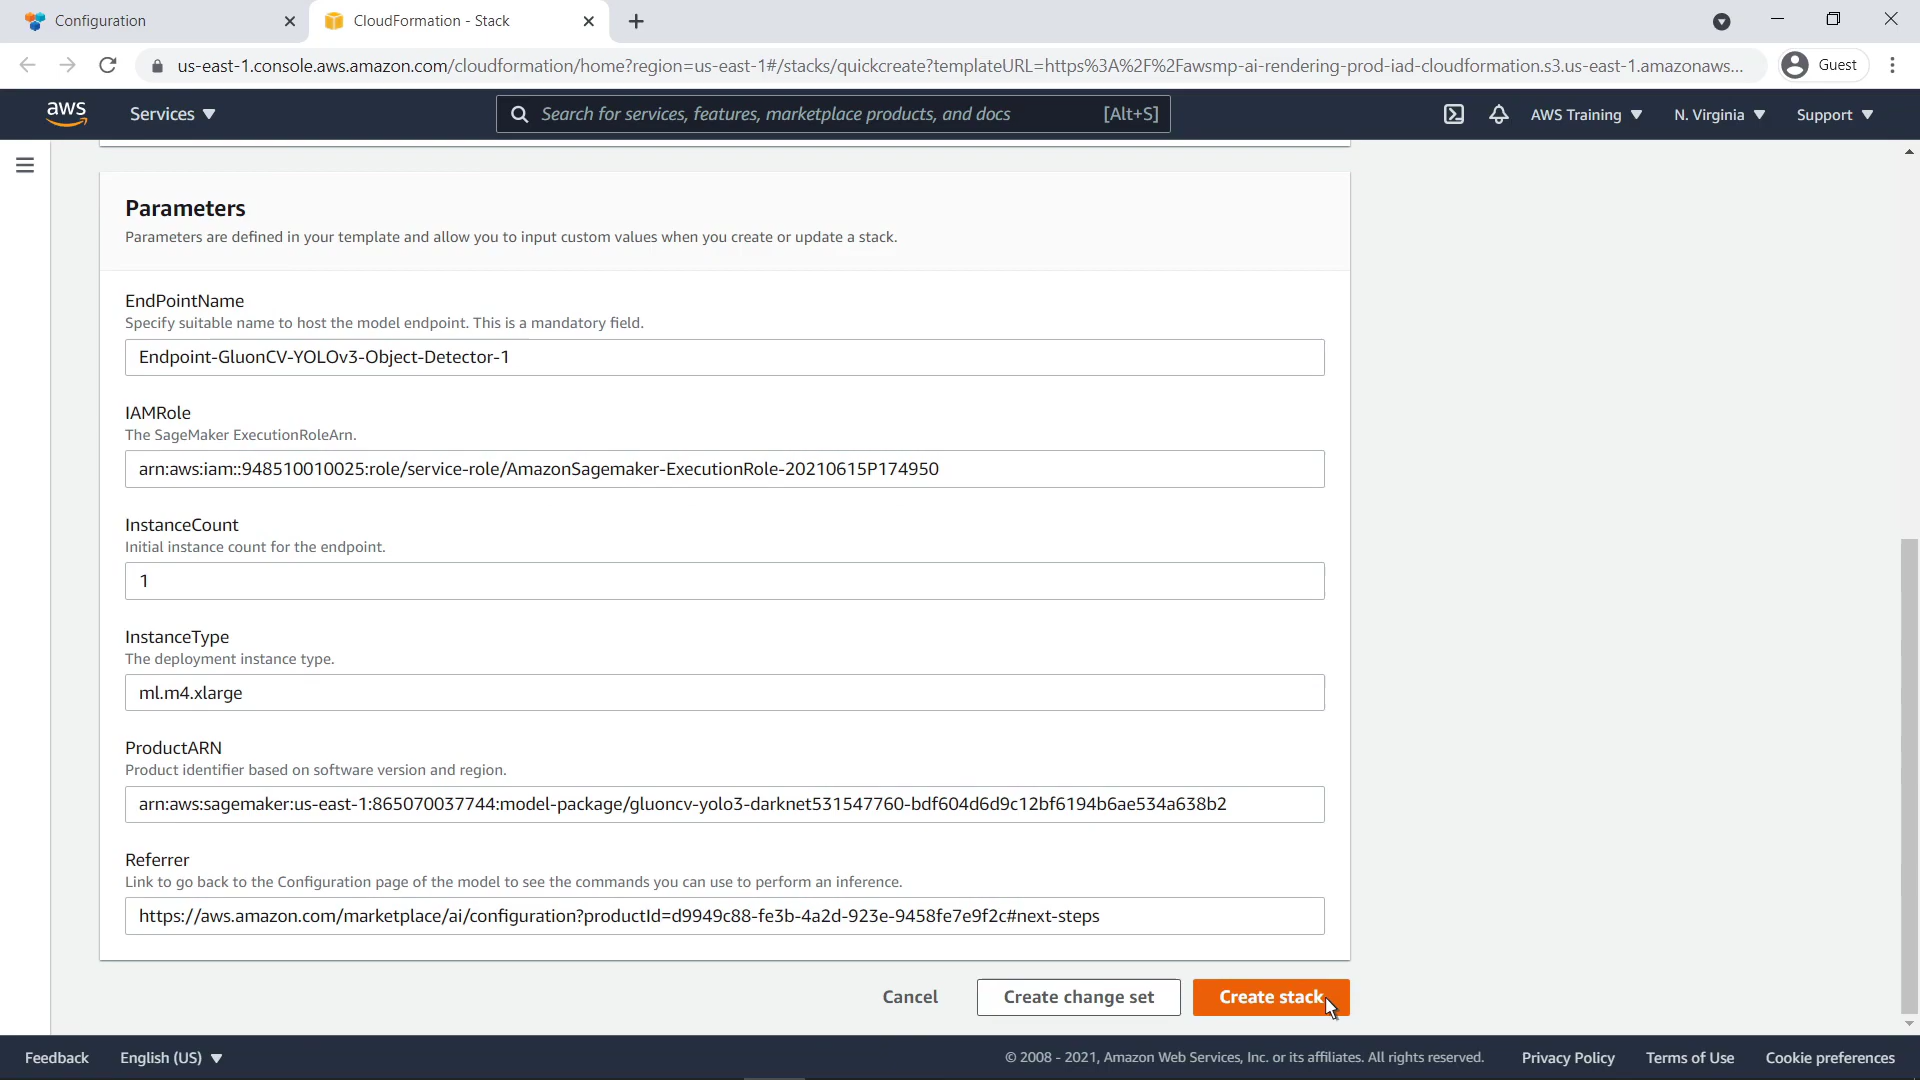 Configuration
CloudFormation - Stack
us-east-1.console.aws.amazon.com/cloudformation/home?region=us-east-1#/stacks/quickcreate?templateURL=https%3A%2F%2Fawsmp-ai-rendering-prod-iad-cloudformation.s3.us-east-1.amazonaws...
Guest
aws
Services
Search for services, features, marketplace products, and docs
[Alt+S]
AWS Training
N. Virginia
Support
Parameters
Parameters are defined in your template and allow you to input custom values when you create or update a stack.
EndPointName
Specify suitable name to host the model endpoint. This is a mandatory field.
Endpoint-GluonCV-YOLOv3-Object-Detector-1
IAMRole
The SageMaker ExecutionRoleArn.
arn:aws:iam::948510010025:role/service-role/AmazonSagemaker-ExecutionRole-20210615P174950
InstanceCount
Initial instance count for the endpoint.
1
InstanceType
The deployment instance type.
ml.m4.xlarge
ProductARN
Product identifier based on software version and region.
arn:aws:sagemaker:us-east-1:865070037744:model-package/gluoncv-yolo3-darknet531547760-bdf604d6d9c12bf6194b6ae534a638b2
Referrer
Link to go back to the Configuration page of the model to see the commands you can use to perform an inference.
https://aws.amazon.com/marketplace/ai/configuration?productId=d9949c88-fe3b-4a2d-923e-9458fe7e9f2c#next-steps
Cancel
Create change set
Create stack
Feedback
English (US)
© 2008 - 2021, Amazon Web Services, Inc. or its affiliates. All rights reserved.
Privacy Policy
Terms of Use
Cookie preferences